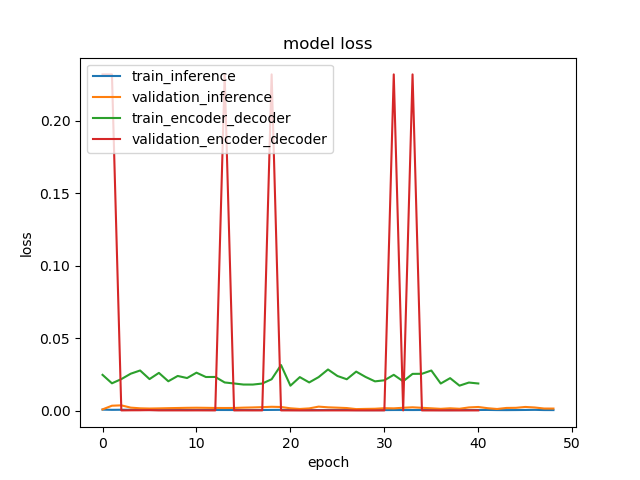 model loss
train_inference
validation_inference
train_encoder_decoder
validation_encoder_decoder
0.20
0.15
0.10
0.05
0.00
loss
0
10
20
30
40
50
epoch